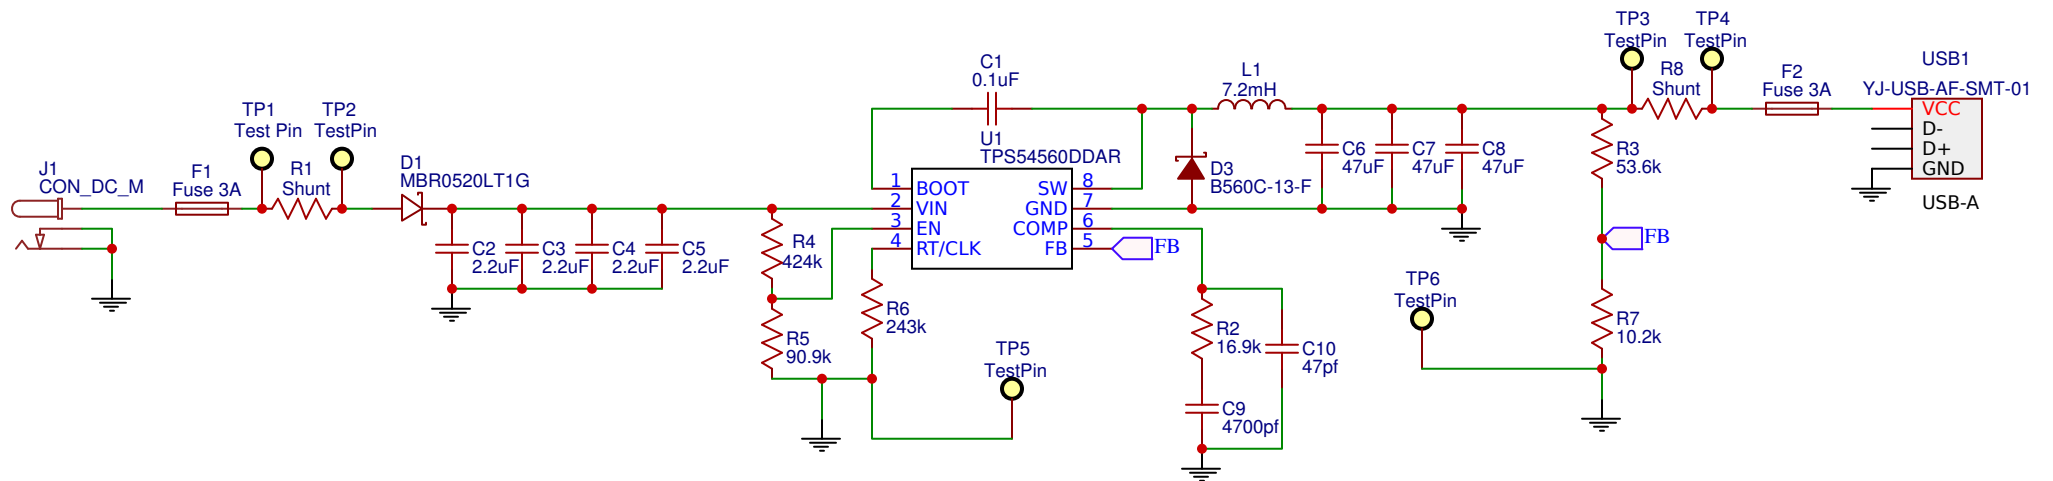 J1
CON_DC_M
F1
Fuse 3A
TP1
Test Pin
R1
Shunt
TP2
TestPin
D1
MBR0520LT1G
C2
2.2uF
C3
2.2uF
C4
2.2uF
C5
2.2uF
R4
424k
R5
90.9k
R6
243k
C1
0.1uF
U1
TPS54560DDAR
1
BOOT
2
VIN
3
EN
4
RT/CLK
SW
8
GND
7
COMP
6
FB
5
FB
TP5
TestPin
L1
7.2mH
D3
B560C-13-F
R2
16.9k
C9
4700pf
C10
47pf
C6
47uF
C7
47uF
C8
47uF
TP6
TestPin
TP3
TestPin
TP4
TestPin
R8
Shunt
R3
53.6k
FB
R7
10.2k
F2
Fuse 3A
USB1
YJ-USB-AF-SMT-01
VCC
D-
D+
GND
USB-A